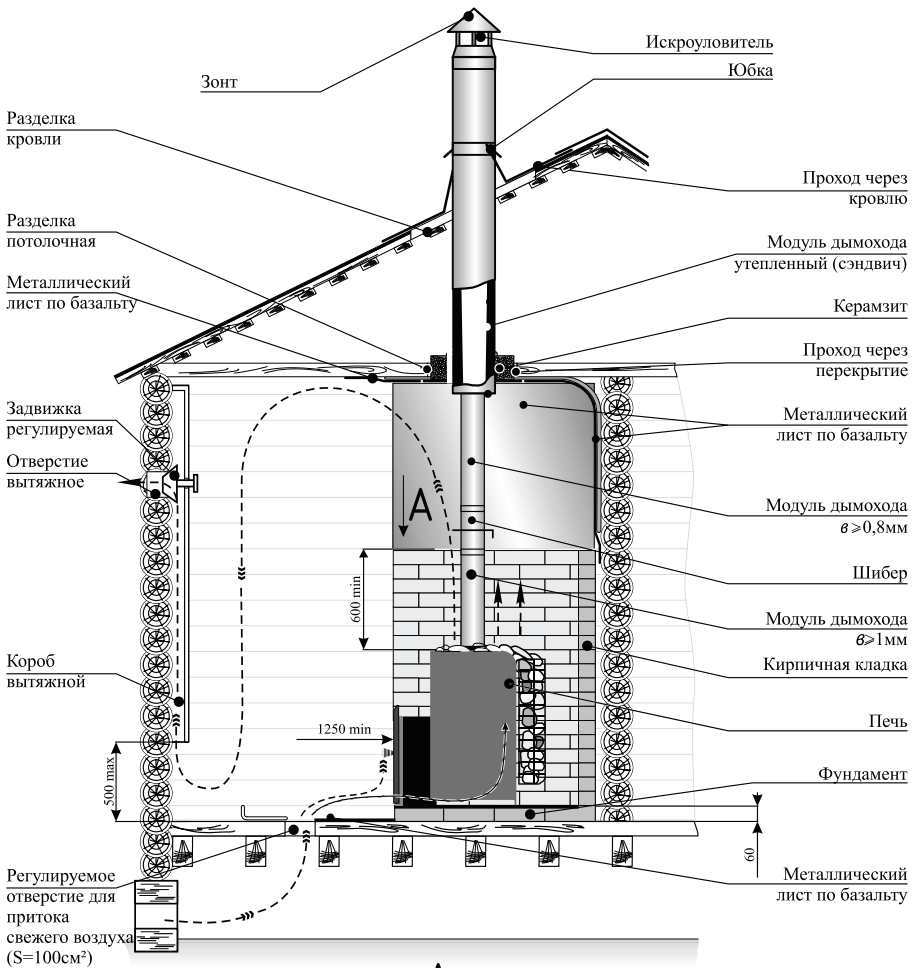 Зонт
Искроуловитель
Юбка
Разделка
кровли
Проход через
кровлю
Разделка
потолочная
Модуль дымохода
утепленный (сэндвич)
Металлический
лист по базальту
Керамзит
Проход через
перекрытие
Задвижка
регулируемая
Металлический
лист по базальту
Отверстие
вытяжное
А
Модуль дымохода
в⩾0,8мм
Шибер
600 min
Модуль дымохода
в⩾1мм
Короб
вытяжной
Кирпичная кладка
Печь
1250 min
500 max
Фундамент
60
Регулируемое
отверстие для
притока
свежего воздуха
(S=100см²)
Металлический
лист по базальту